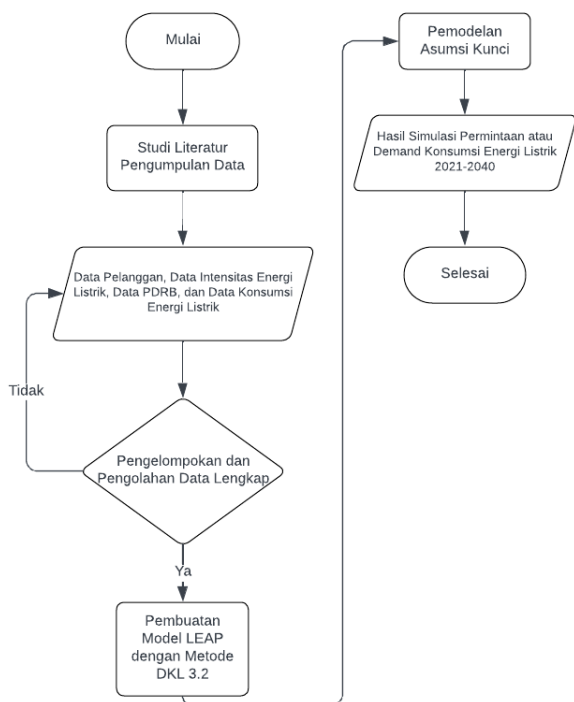 Mulai
Studi Literatur
Pengumpulan Data
Data Pelanggan, Data Intensitas Energi
Listrik, Data PDRB, dan Data Konsumsi
Energi Listrik
Tidak
Pengelompokan dan
Pengolahan Data Lengkap
Ya
Pembuatan
Model LEAP
dengan Metode
DKL 3.2
Pemodelan
Asumsi Kunci
Hasil Simulasi Permintaan atau
Demand Konsumsi Energi Listrik
2021-2040
Selesai